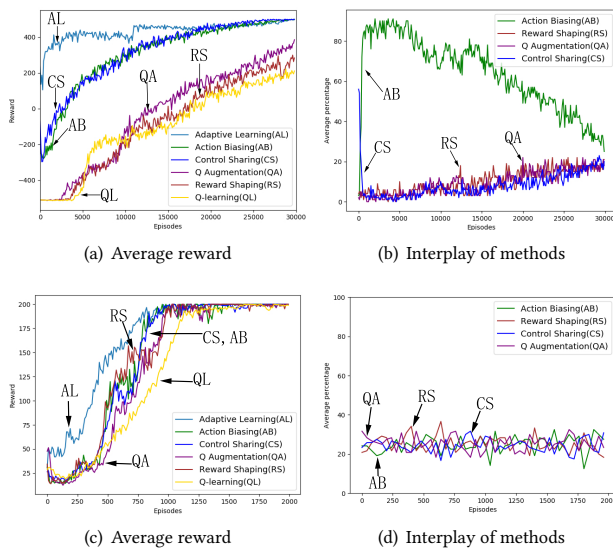 AL
CS
AB
RS
QA
QL
Adaptive Learning(AL)
Action Biasing(AB)
Control Sharing(CS)
Q Augmentation(QA)
Reward Shaping(RS)
Q-learning(QL)
Reward
400
200
0
−200
−400
0 5000 10000 15000 20000 25000 30000
Episodes
(a) Average reward
Action Biasing(AB)
Reward Shaping(RS)
Q Augmentation(QA)
Control Sharing(CS)
AB
CS
RS
QA
Average percentage
80
60
40
20
0
0 5000 10000 15000 20000 25000 30000
Episodes
(b) Interplay of methods
RS
CS, AB
AL
QL
QA
Adaptive Learning(AL)
Action Biasing(AB)
Control Sharing(CS)
Q Augmentation(QA)
Reward Shaping(RS)
Q-learning(QL)
Reward
200
175
150
125
100
75
50
25
0 250 500 750 1000 1250 1500 1750 2000
Episodes
(c) Average reward
Action Biasing(AB)
Reward Shaping(RS)
Control Sharing(CS)
Q Augmentation(QA)
QA
RS
CS
AB
Average percentage
100
80
60
40
20
0
0 250 500 750 1000 1250 1500 1750 2000
Episodes
(d) Interplay of methods